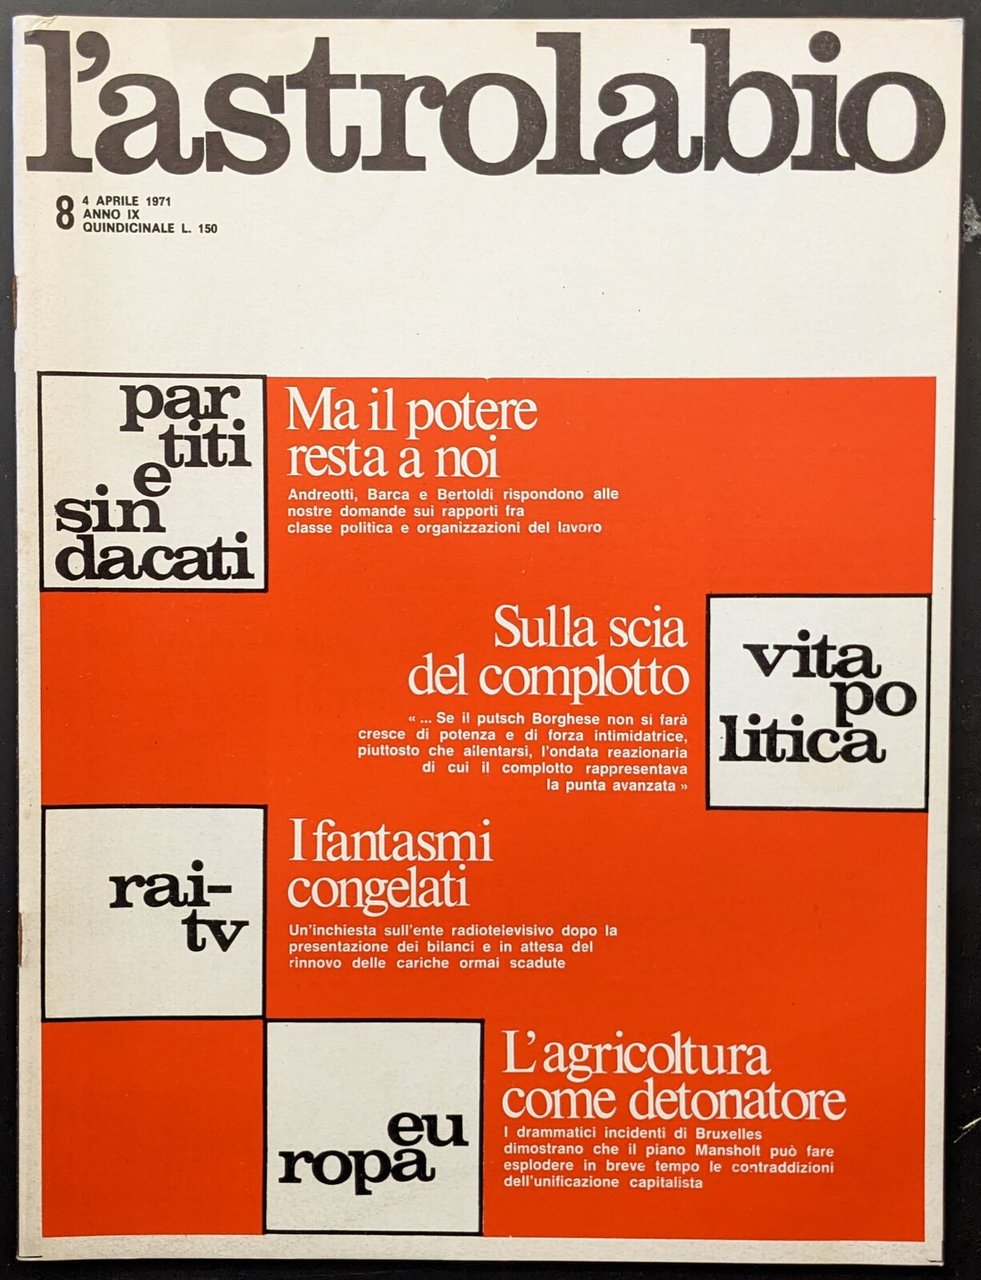 l'astrolabio
8
4 APRILE 1971
ANNO IX
QUINDICINALE L. 150
par
titi
e
sin
dacati
Ma il potere
resta a noi
Andreotti, Barca e Bertoldi rispondono alle
nostre domande sui rapporti fra
classe politica e organizzazioni del lavoro
Sulla scia
del complotto
« ... Se il putsch Borghese non si farà
cresce di potenza e di forza intimidatrice,
piuttosto che allentarsi, l'ondata reazionaria
di cui il complotto rappresentava
la punta avanzata »
vita
po
litica
rai-
tv
I fantasmi
congelati
Un'inchiesta sull'ente radiotelevisivo dopo la
presentazione dei bilanci e in attesa del
rinnovo delle cariche ormai scadute
eu
ropa
L'agricoltura
come detonatore
I drammatici incidenti di Bruxelles
dimostrano che il piano Mansholt può fare
esplodere in breve tempo le contraddizioni
dell'unificazione capitalista